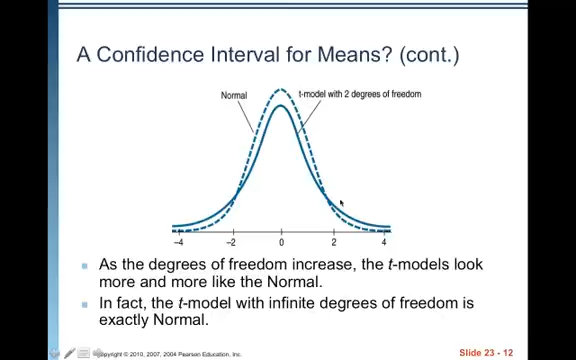 A Confidence Interval for Means? (cont.)
Normal
t-model with 2 degrees of freedom
−4 −2 0 2 4
As the degrees of freedom increase, the t-models look
more and more like the Normal.
In fact, the t-model with infinite degrees of freedom is
exactly Normal.
Copyright © 2010, 2007, 2004 Pearson Education, Inc.
Slide 23 - 12